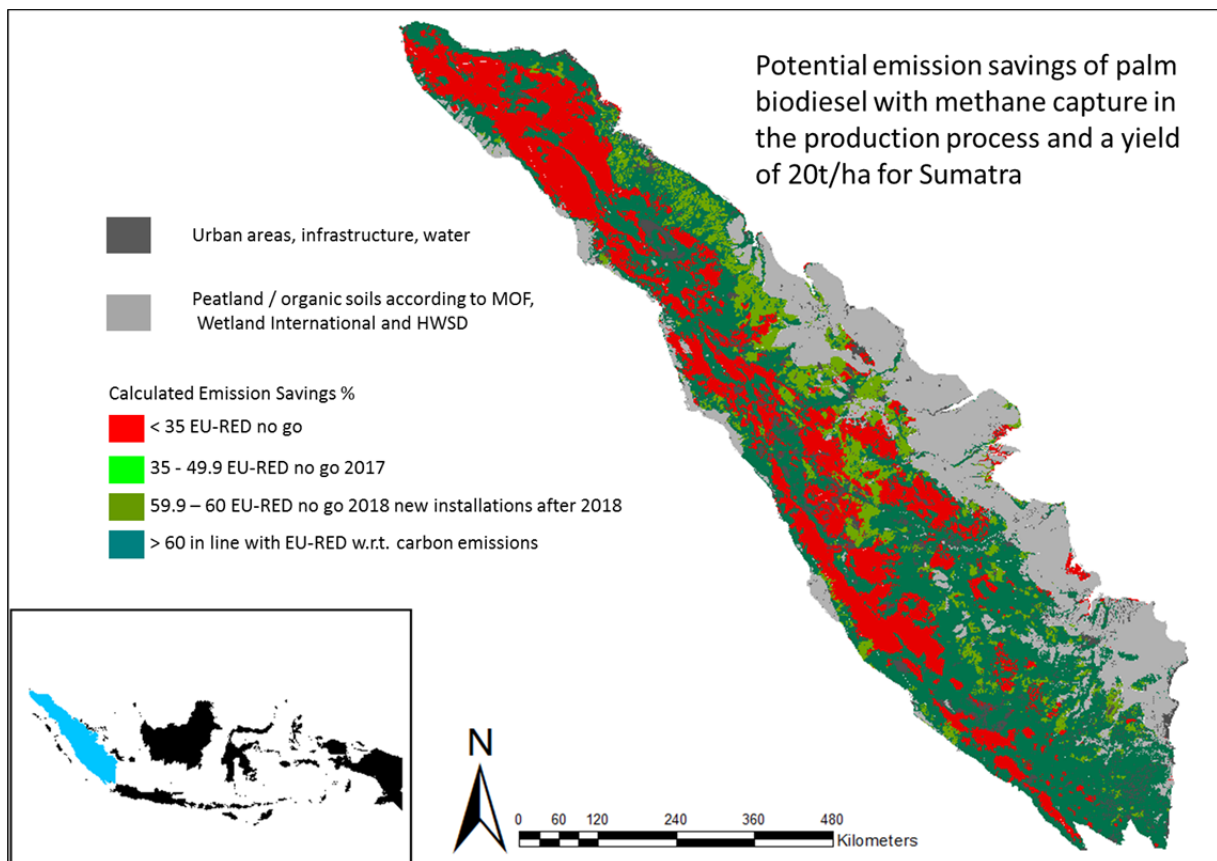 Potential emission savings of palm
biodiesel with methane capture in
the production process and a yield
of 20t/ha for Sumatra
Urban areas, infrastructure, water
Peatland / organic soils according to MOF,
Wetland International and HWSD
Calculated Emission Savings %
< 35 EU-RED no go
35 - 49.9 EU-RED no go 2017
59.9 – 60 EU-RED no go 2018 new installations after 2018
> 60 in line with EU-RED w.r.t. carbon emissions
N
0 60 120 240 360 480
Kilometers